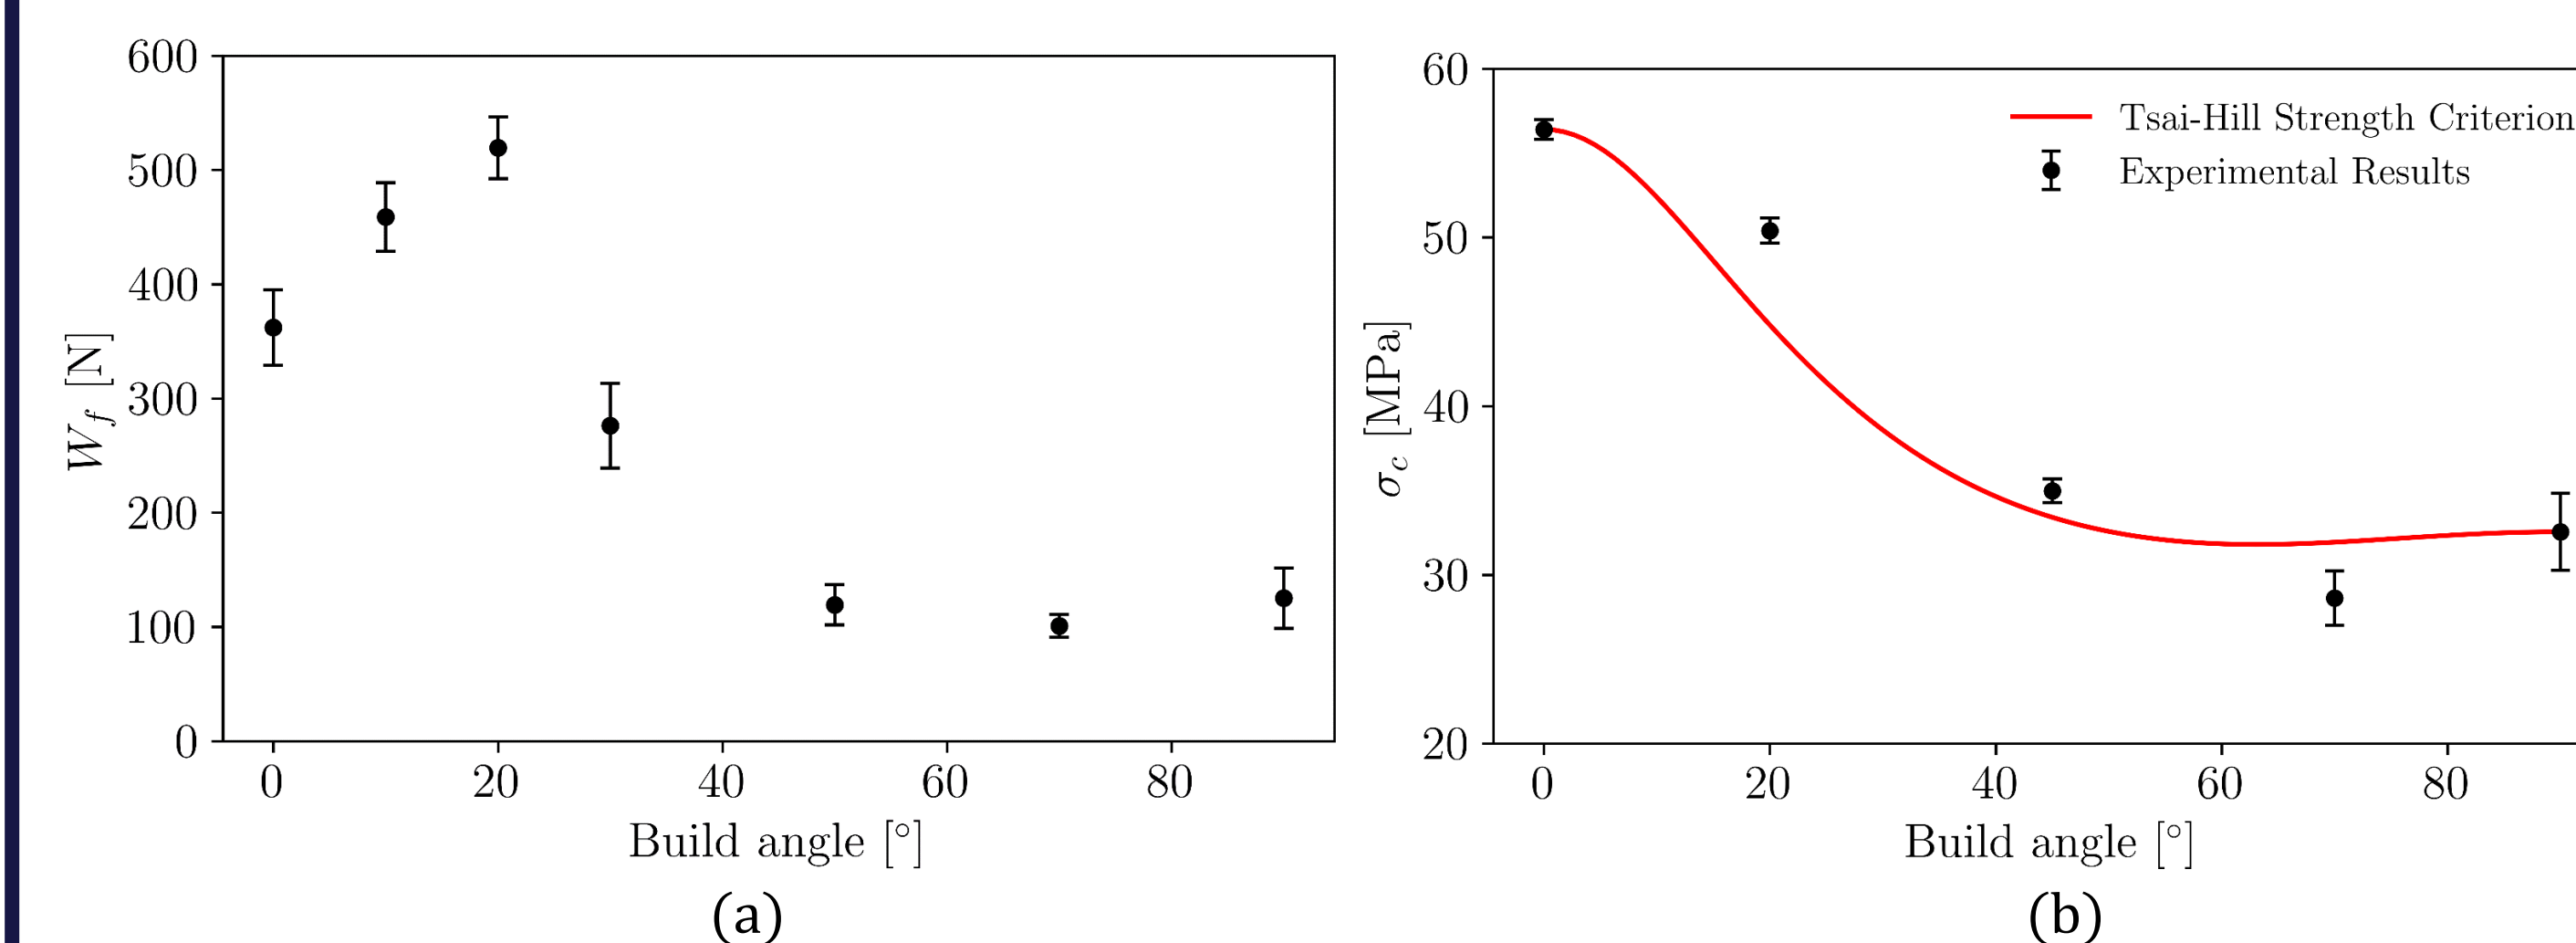 600
500
400
300
200
100
0
W_f [N]
0 20 40 60 80
Build angle [°]
(a)
60
50
40
30
20
σ_c [MPa]
Tsai-Hill Strength Criterion
Experimental Results
0 20 40 60 80
Build angle [°]
(b)